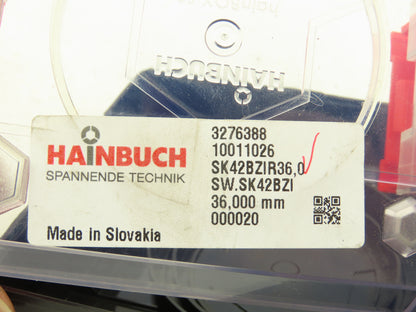 HAINBUCH
HAINBUCH
SPANNENDE TECHNIK
Made in Slovakia
3276388
10011026
SK42BZIR36,0
SW.SK42BZI
36,000 mm
000020